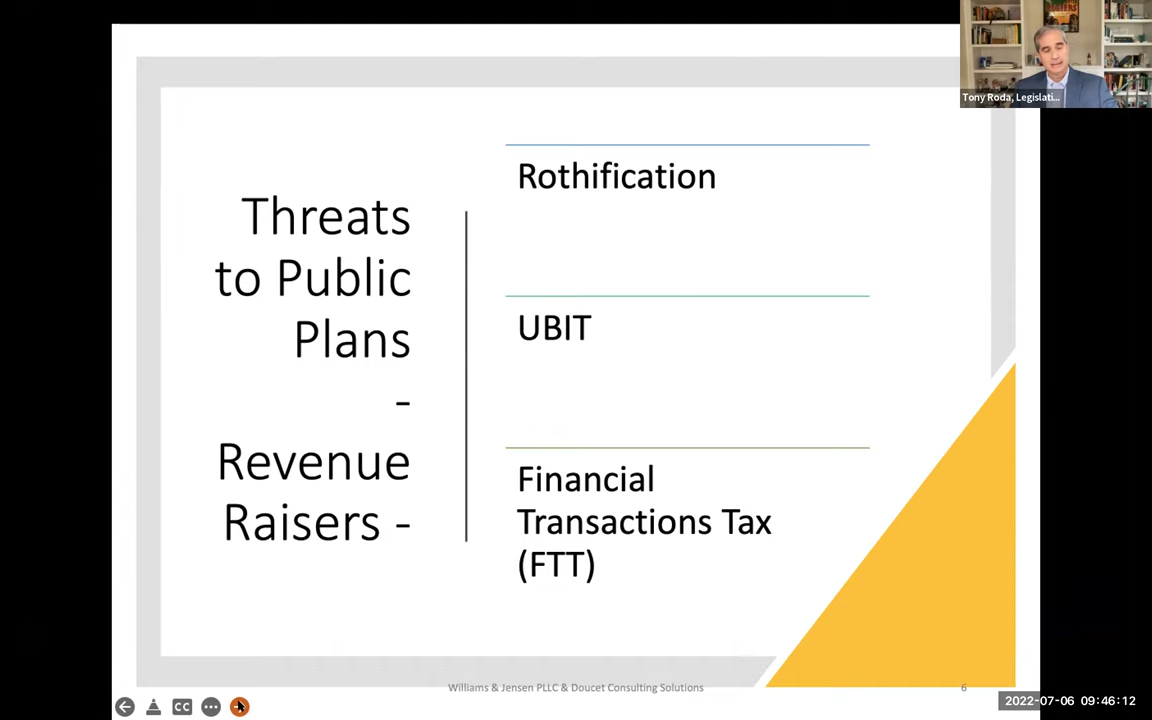 Tony Roda, Legislati...
Threats
to Public
Plans
-
Revenue
Raisers -
Rothification
UBIT
Financial
Transactions Tax
(FTT)
Williams & Jensen PLLC & Doucet Consulting Solutions
6
CC
2022-07-06 09:46:12